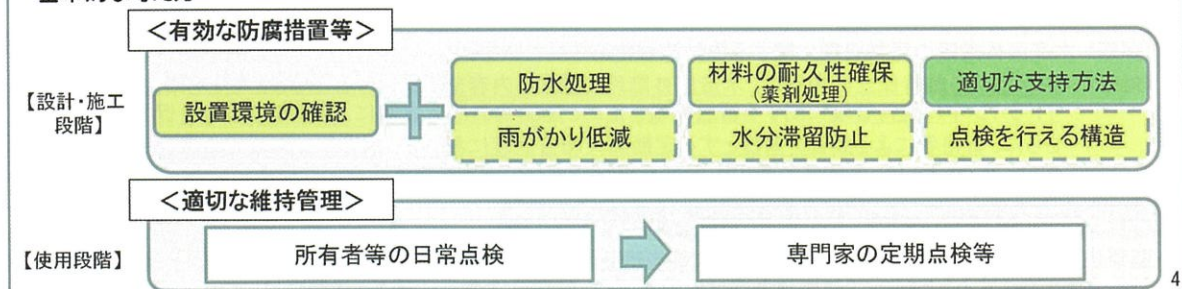 ＜有効な防腐措置等＞
【設計・施工
段階】
設置環境の確認
防水処理
材料の耐久性確保
(薬剤処理)
適切な支持方法
雨がかり低減
水分滞留防止
点検を行える構造
＜適切な維持管理＞
【使用段階】
所有者等の日常点検
専門家の定期点検等
4